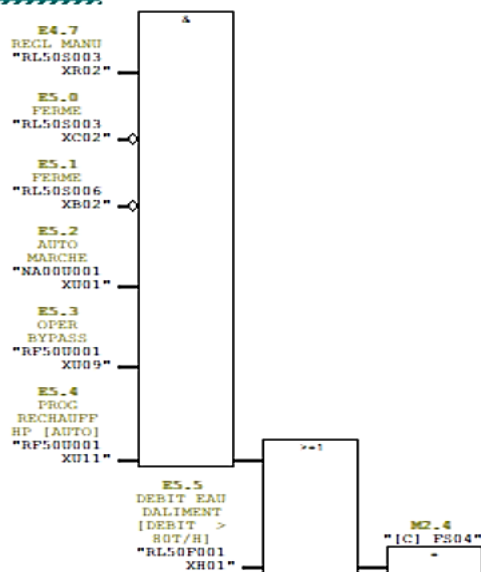 &
E4.7
REGL MANU
"RL50S003
XR02"
E5.0
FERME
"RL50S003
XC02"
E5.1
FERME
"RL50S006
XB02"
E5.2
AUTO
MARCHE
"NA00U001
XU01"
E5.3
OPER
BYPASS
"RF50U001
XU09"
E5.4
PROG
RECHAUFF
HP [AUTO]
"RF50U001
XU11"
>=1
E5.5
DEBIT EAU
DALIMENT
[DEBIT >
80T/H]
"RL50F001
XH01"
M2.4
"[C] FS04"
=